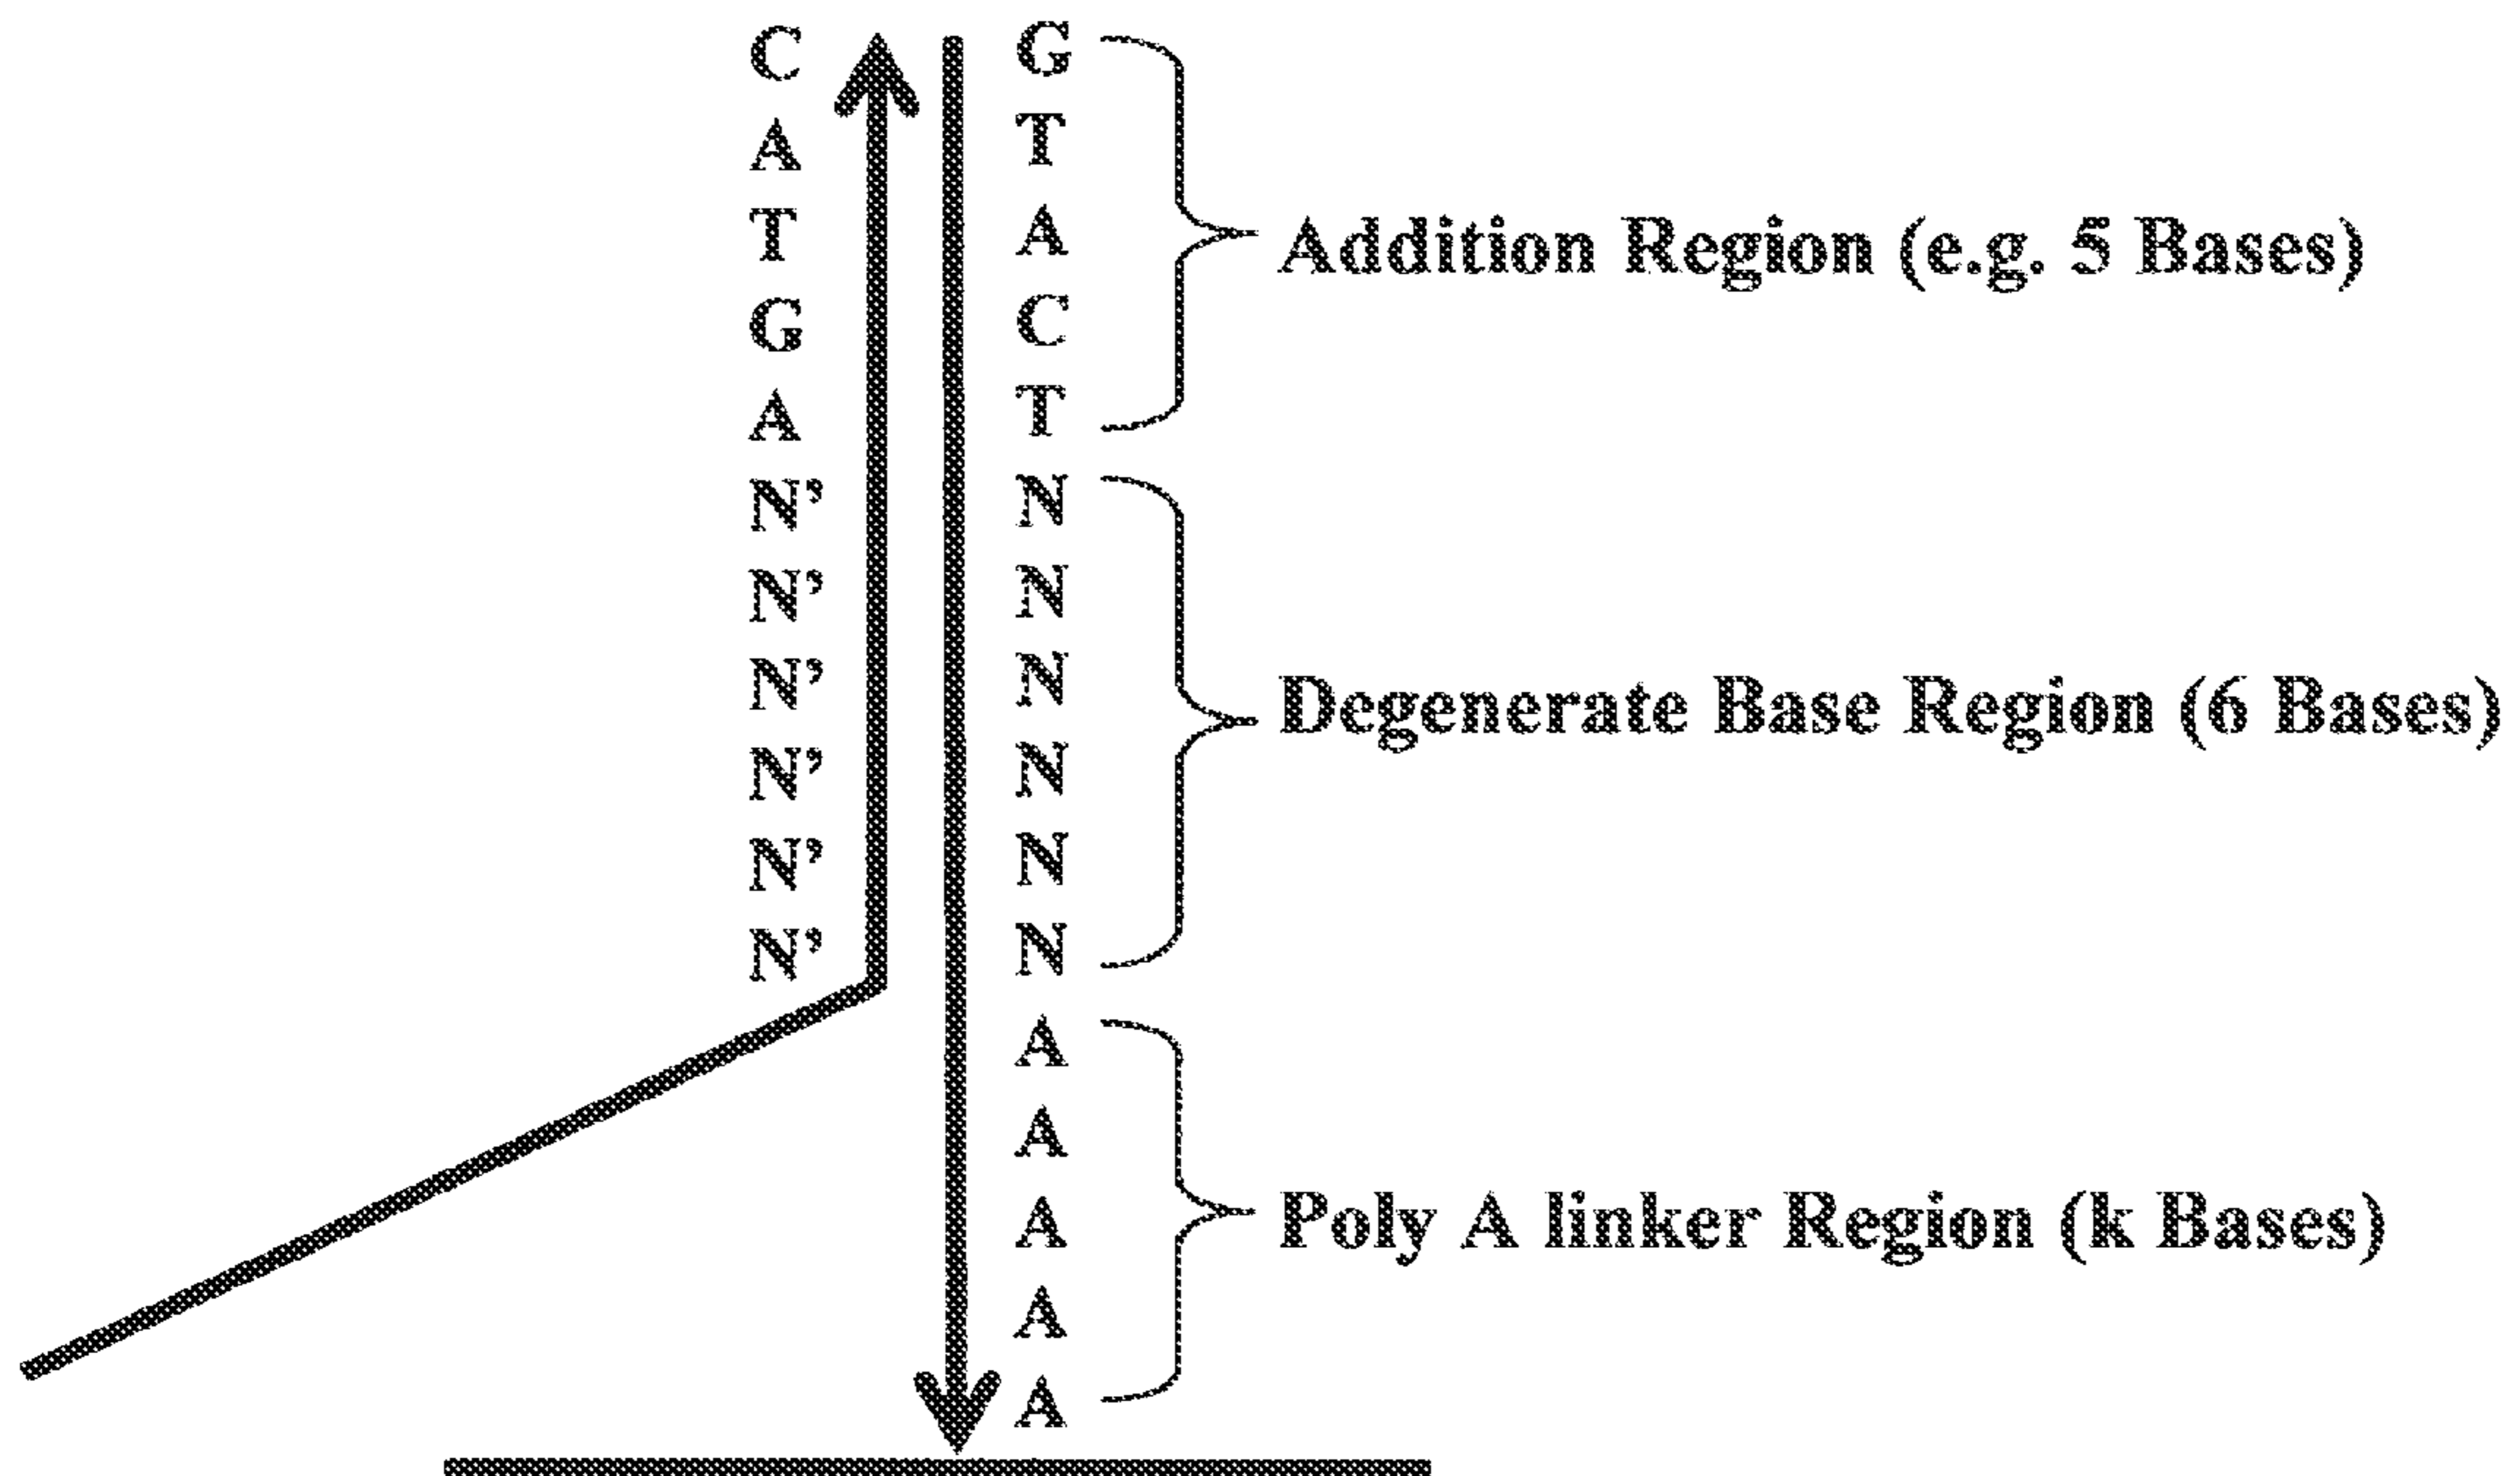 C G
A T
T A Addition Region (e.g. 5 Bases)
G C
A T
N’ N
N’ N
N’ N
N’ N Degenerate Base Region (6 Bases)
N’ N
N’ N
A
A
A Poly A linker Region (k Bases)
A
A